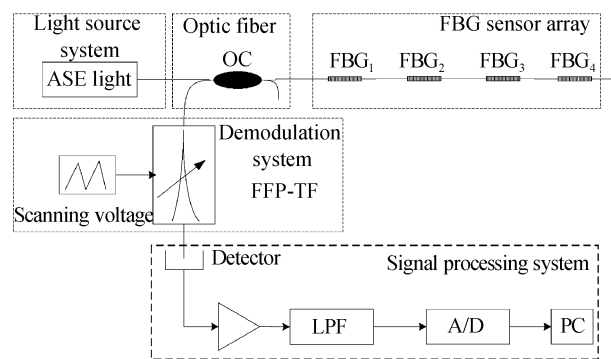 Light source
system
ASE light
Optic fiber
OC
FBG sensor array
FBG₁ FBG₂ FBG₃ FBG₄
Demodulation
system
FFP-TF
Scanning voltage
Detector
Signal processing system
LPF
A/D
PC